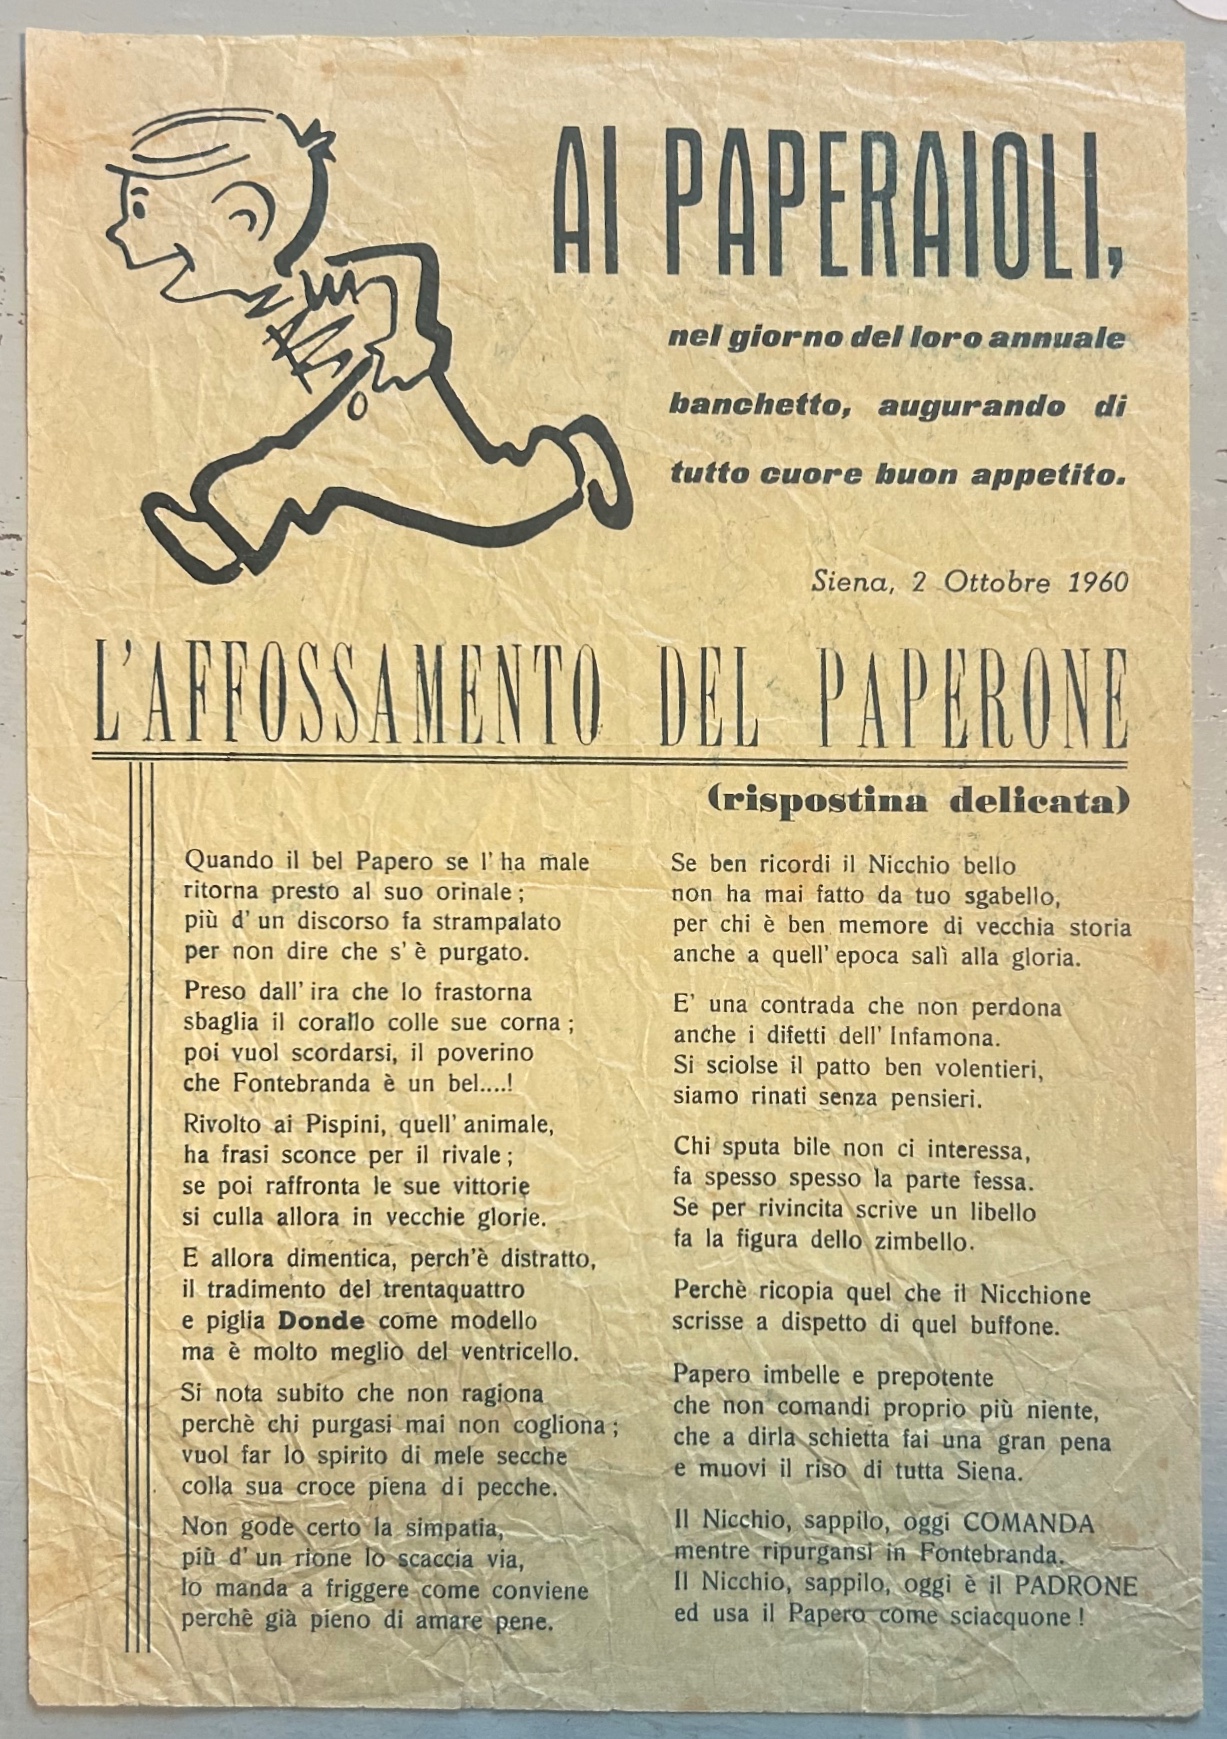 AI PAPERAIOLI,
nel giorno del loro annuale
banchetto, augurando di
tutto cuore buon appetito.
Siena, 2 Ottobre 1960
L'AFFOSSAMENTO DEL PAPERONE
(rispostina delicata)
Quando il bel Papero se l'ha male
ritorna presto al suo orinale;
più d'un discorso fa strampalato
per non dire che s'è purgato.
Preso dall'ira che lo frastorna
sbaglia il corallo colle sue corna;
poi vuol scordarsi, il poverino
che Fontebranda è un bel....!
Rivolto ai Pispini, quell'animale,
ha frasi sconce per il rivale;
se poi raffronta le sue vittorie
si culla allora in vecchie glorie.
E allora dimentica, perch'è distratto,
il tradimento del trentaquattro
e piglia Donde come modello
ma è molto meglio del ventricello.
Si nota subito che non ragiona
perchè chi purgasi mai non cogliona;
vuol far lo spirito di mele secche
colla sua croce piena di pecche.
Non gode certo la simpatia,
più d'un rione lo scaccia via,
lo manda a friggere come conviene
perchè già pieno di amare pene.
Se ben ricordi il Nicchio bello
non ha mai fatto da tuo sgabello,
per chi è ben memore di vecchia storia
anche a quell'epoca salì alla gloria.
E' una contrada che non perdona
anche i difetti dell'Infamona.
Si sciolse il patto ben volentieri,
siamo rinati senza pensieri.
Chi sputa bile non ci interessa,
fa spesso spesso la parte fessa.
Se per rivincita scrive un libello
fa la figura dello zimbello.
Perchè ricopia quel che il Nicchione
scrisse a dispetto di quel buffone.
Papero imbelle e prepotente
che non comandi proprio più niente,
che a dirla schietta fai una gran pena
e muovi il riso di tutta Siena.
Il Nicchio, sappilo, oggi COMANDA
mentre ripurgansi in Fontebranda.
Il Nicchio, sappilo, oggi è il PADRONE
ed usa il Papero come sciacquone!